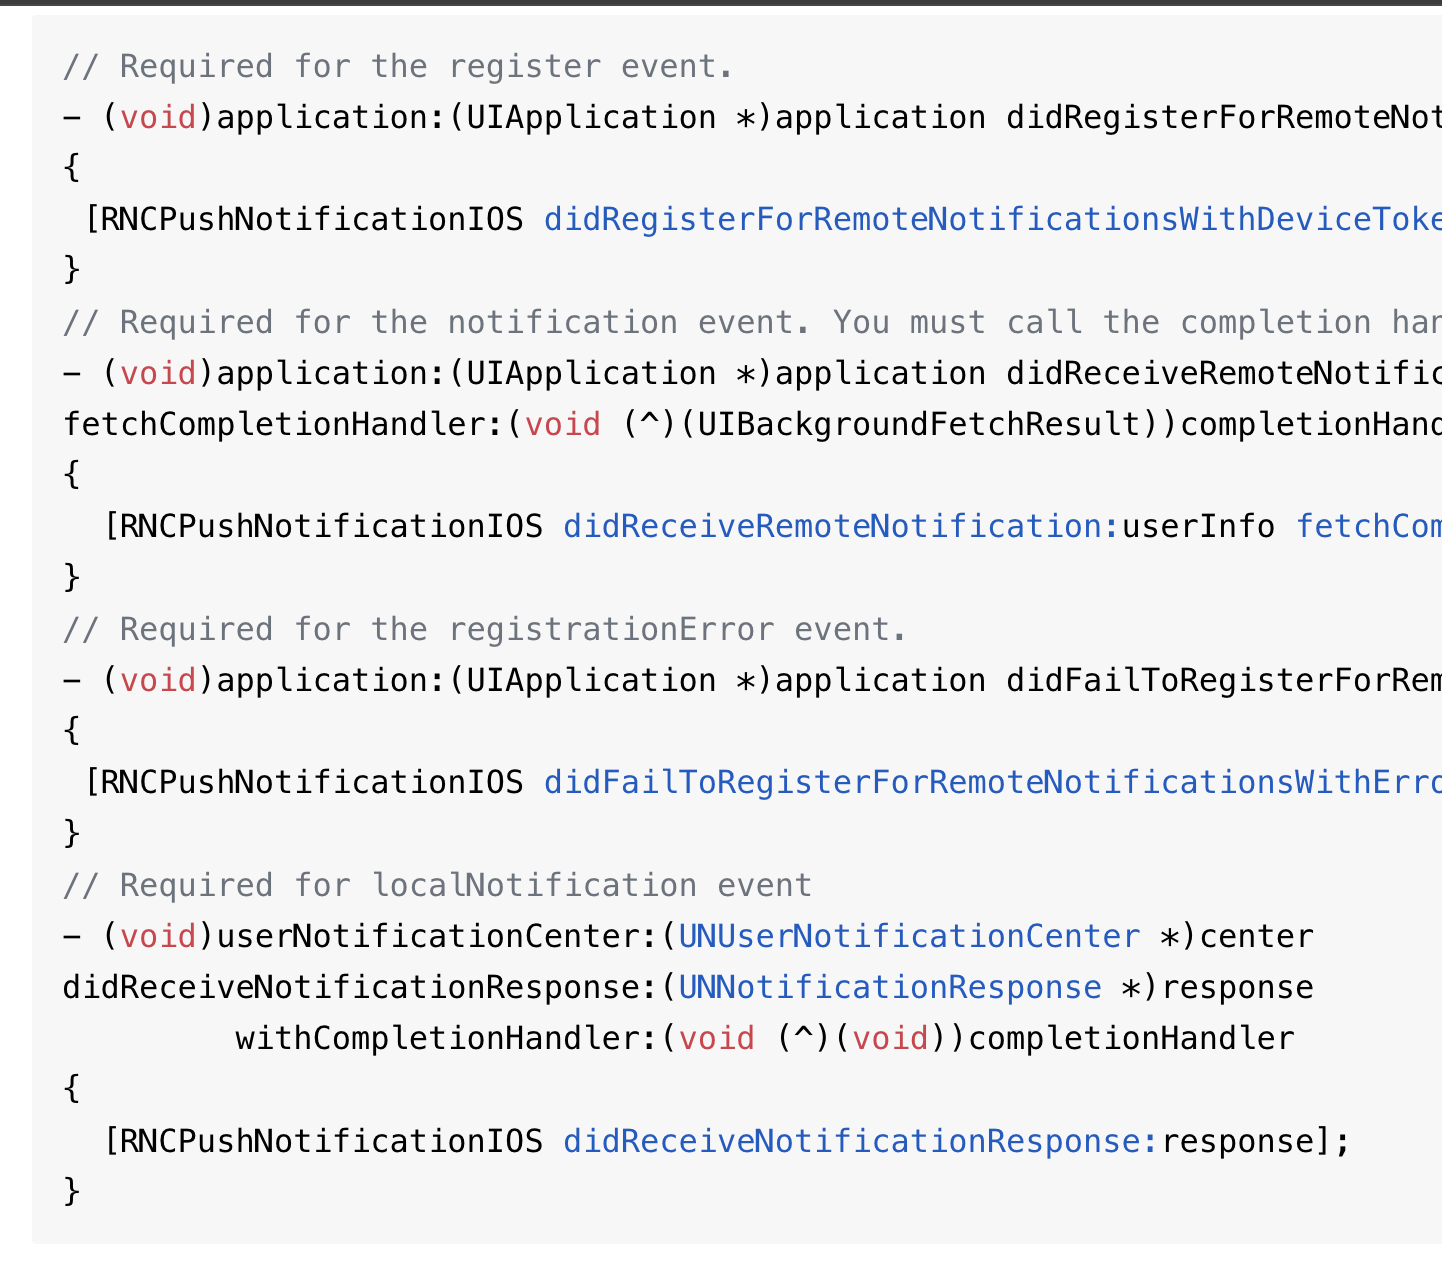 // Required for the register event.
- (void)application:(UIApplication *)application didRegisterForRemoteNot
{
 [RNCPushNotificationIOS didRegisterForRemoteNotificationsWithDeviceToke
}
// Required for the notification event. You must call the completion han
- (void)application:(UIApplication *)application didReceiveRemoteNotific
fetchCompletionHandler:(void (^)(UIBackgroundFetchResult))completionHand
{
  [RNCPushNotificationIOS didReceiveRemoteNotification:userInfo fetchCom
}
// Required for the registrationError event.
- (void)application:(UIApplication *)application didFailToRegisterForRem
{
 [RNCPushNotificationIOS didFailToRegisterForRemoteNotificationsWithErro
}
// Required for localNotification event
- (void)userNotificationCenter:(UNUserNotificationCenter *)center
didReceiveNotificationResponse:(UNNotificationResponse *)response
         withCompletionHandler:(void (^)(void))completionHandler
{
  [RNCPushNotificationIOS didReceiveNotificationResponse:response];
}